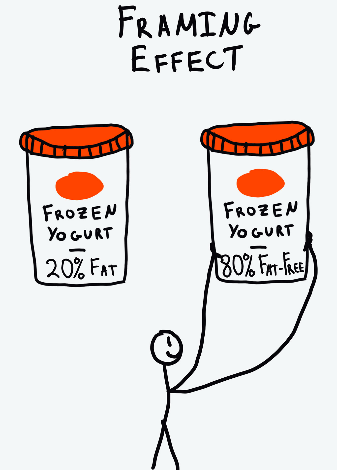 FRAMING
EFFECT
FROZEN
YOGURT
—
20% FAT
FROZEN
YOGURT
—
80% FAT-FREE